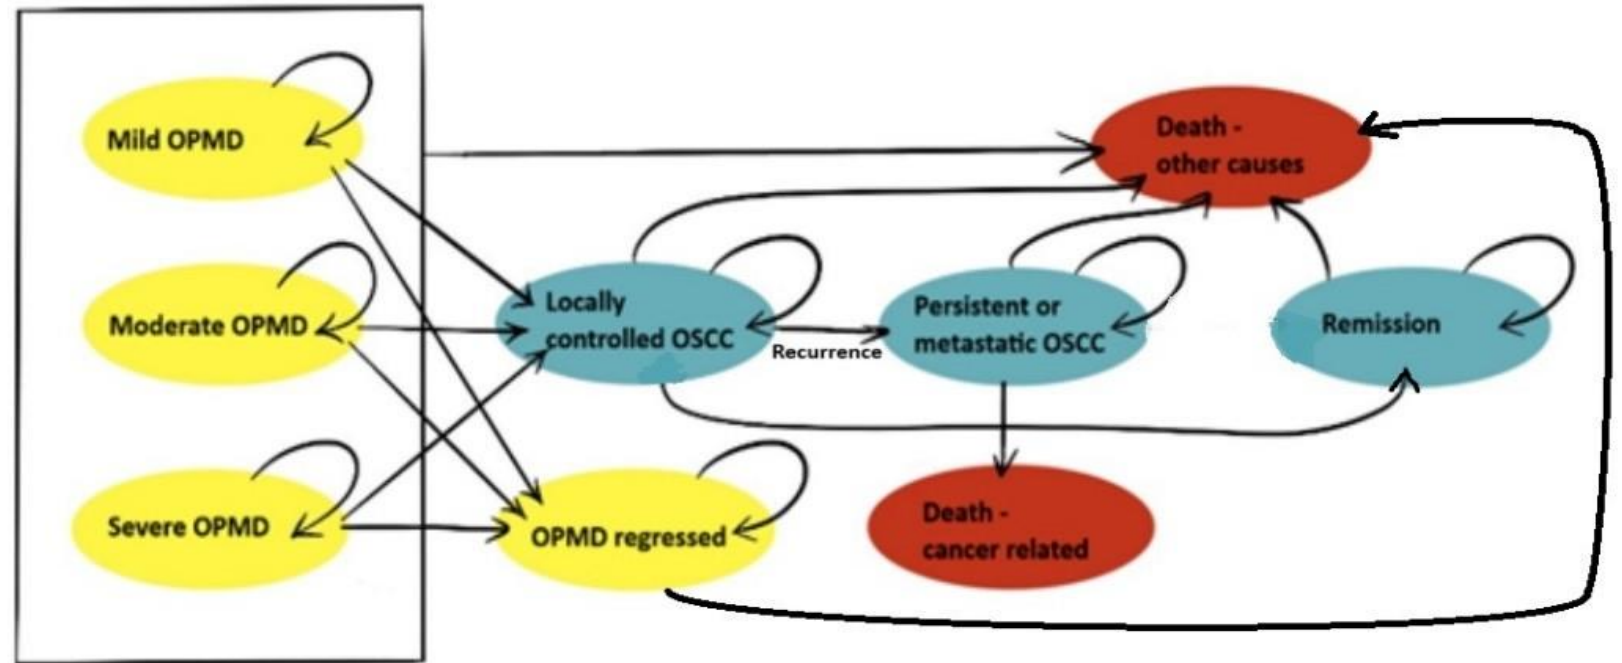 Mild OPMD
Death -
other causes
Moderate OPMD
Locally
controlled OSCC
Recurrence
Persistent or
metastatic OSCC
Remission
Severe OPMD
OPMD regressed
Death -
cancer related